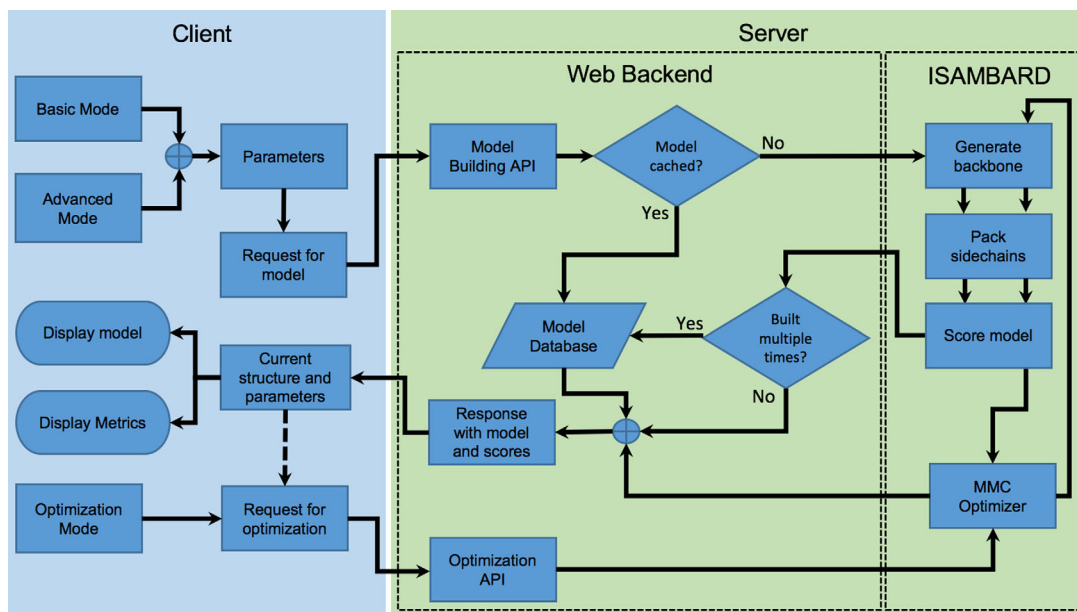 Client
Server
Web Backend
ISAMBARD
Basic Mode
Advanced
Mode
Parameters
Request for
model
Model
Building API
Model
cached?
No
Yes
Generate
backbone
Pack
sidechains
Score model
Display model
Display Metrics
Current
structure and
parameters
Model
Database
Yes
Built
multiple
times?
No
Response
with model
and scores
Optimization
Mode
Request for
optimization
MMC
Optimizer
Optimization
API